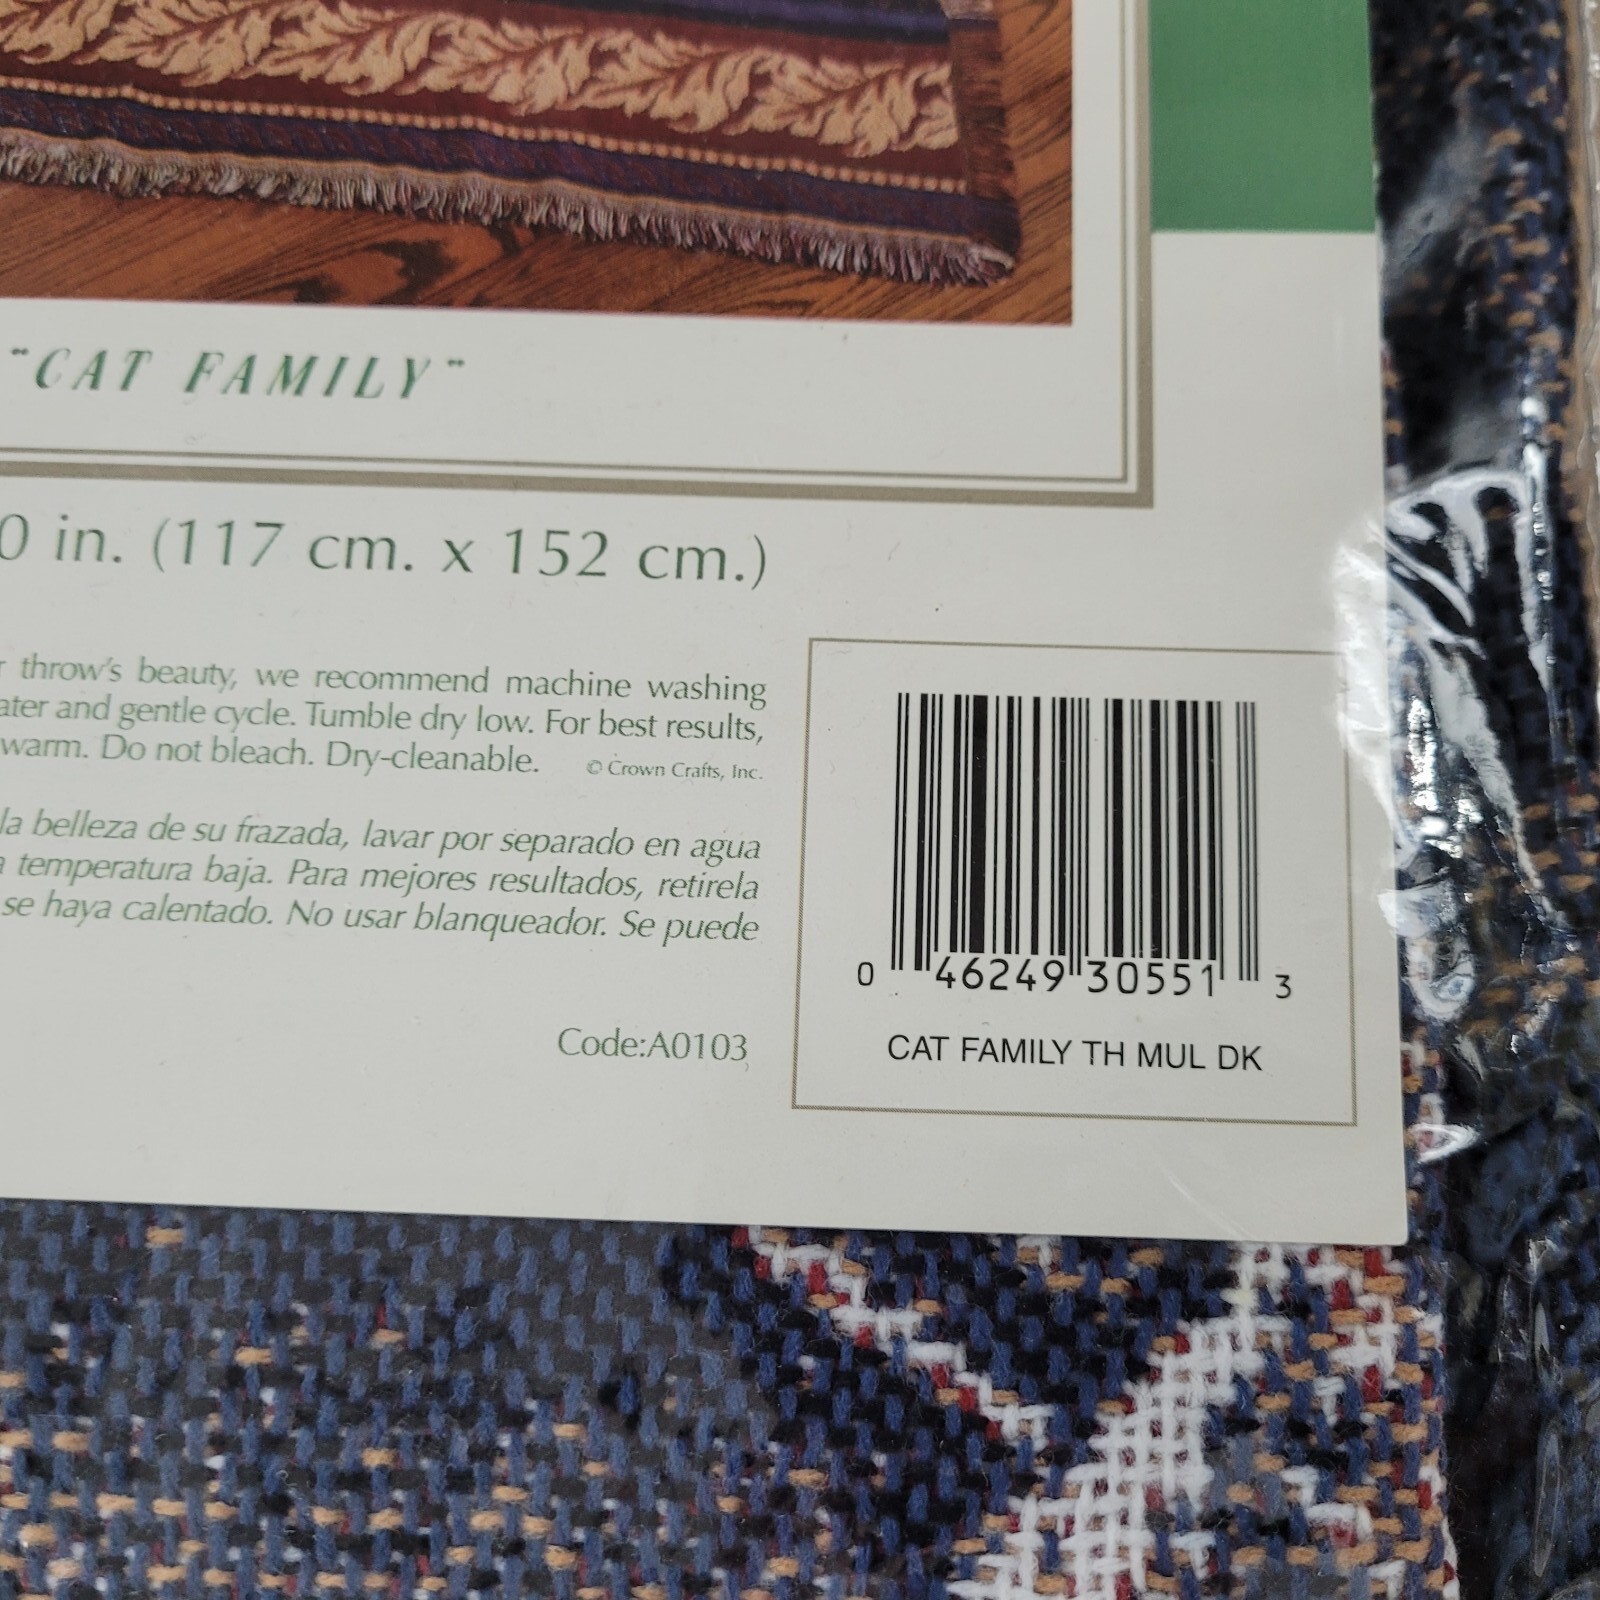 "CAT FAMILY"
0 in. (117 cm. x 152 cm.)
throw's beauty, we recommend machine washing
and gentle cycle. Tumble dry low. For best results,
warm. Do not bleach. Dry-cleanable. © Crown Crafts, Inc.
la belleza de su frazada, lavar por separado en agua
a temperatura baja. Para mejores resultados, retirela
se haya calentado. No usar blanqueador. Se puede
Code:A0103
0 46249 30551 3
CAT FAMILY TH MUL DK